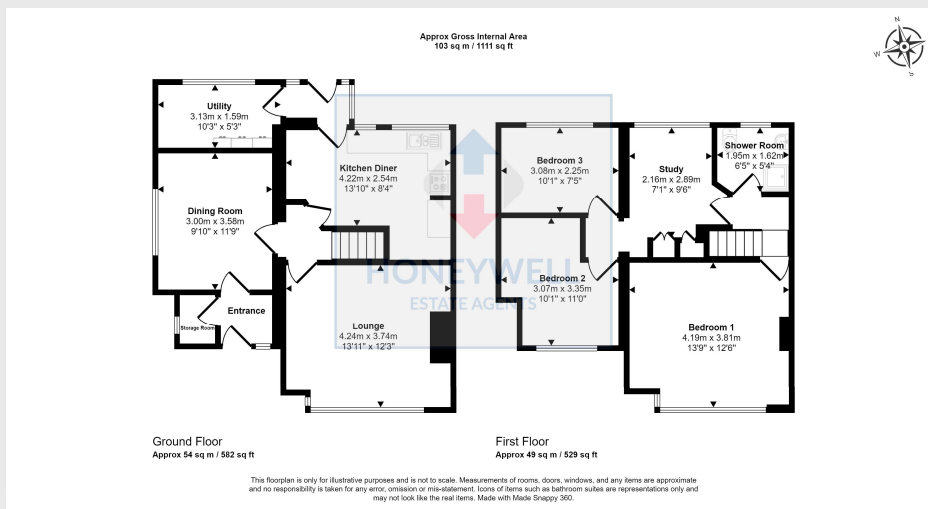 Approx Gross Internal Area
103 sq m / 1111 sq ft
N
W
S
Utility
3.13m x 1.59m
10'3" x 5'3"
Kitchen Diner
4.22m x 2.54m
13'10" x 8'4"
Dining Room
3.00m x 3.58m
9'10" x 11'9"
Storage Room
Entrance
Lounge
4.24m x 3.74m
13'11" x 12'3"
Bedroom 3
3.08m x 2.25m
10'1" x 7'5"
Study
2.16m x 2.89m
7'1" x 9'6"
Shower Room
1.95m x 1.62m
6'5" x 5'4"
Bedroom 2
3.07m x 3.35m
10'1" x 11'0"
Bedroom 1
4.19m x 3.81m
13'9" x 12'6"
HONEYWELL
ESTATE AGENTS
Ground Floor
Approx 54 sq m / 582 sq ft
First Floor
Approx 49 sq m / 529 sq ft
This floorplan is only for illustrative purposes and is not to scale. Measurements of rooms, doors, windows, and any items are approximate
and no responsibility is taken for any error, omission or mis-statement. Icons of items such as bathroom suites are representations only and
may not look like the real items. Made with Made Snappy 360.